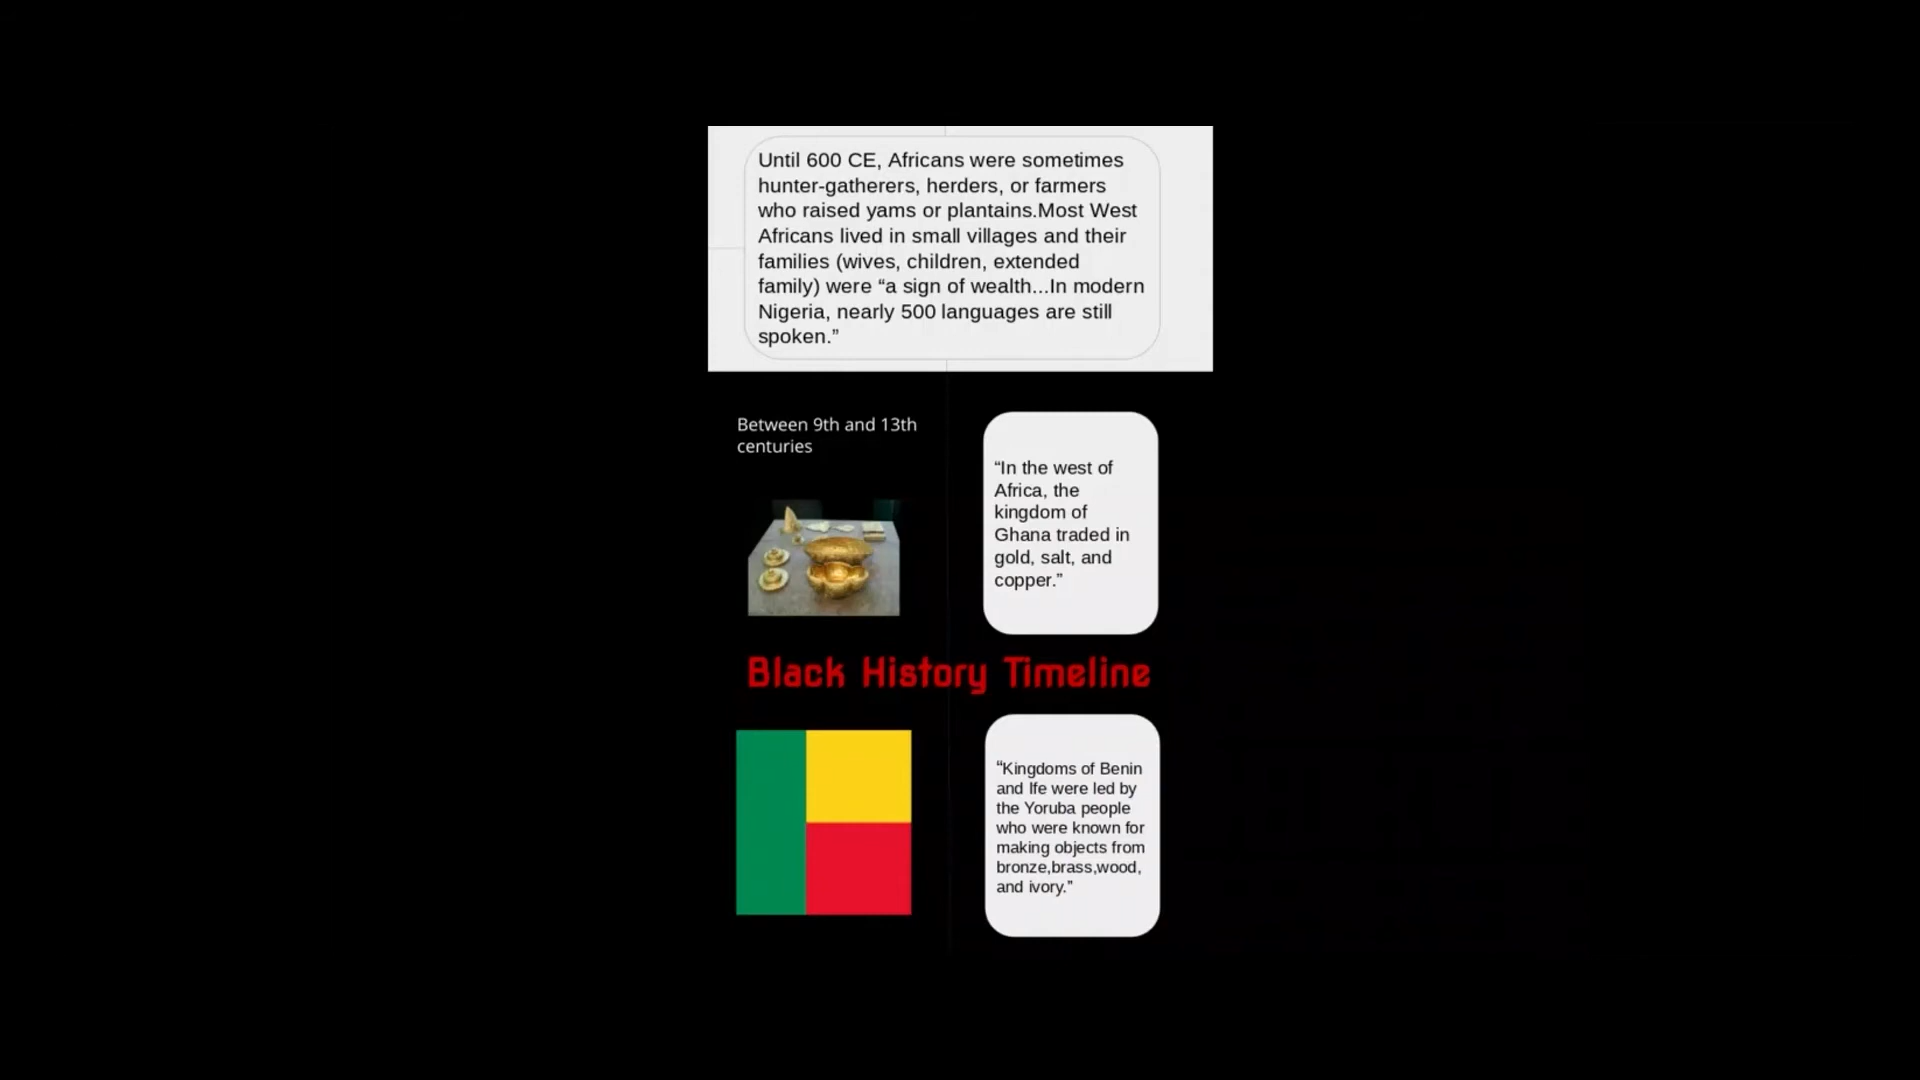 Until 600 CE, Africans were sometimes
hunter-gatherers, herders, or farmers
who raised yams or plantains.Most West
Africans lived in small villages and their
families (wives, children, extended
family) were “a sign of wealth...In modern
Nigeria, nearly 500 languages are still
spoken.”
Between 9th and 13th
centuries
“In the west of
Africa, the
kingdom of
Ghana traded in
gold, salt, and
copper.”
Black History Timeline
“Kingdoms of Benin
and Ife were led by
the Yoruba people
who were known for
making objects from
bronze,brass,wood,
and ivory.”